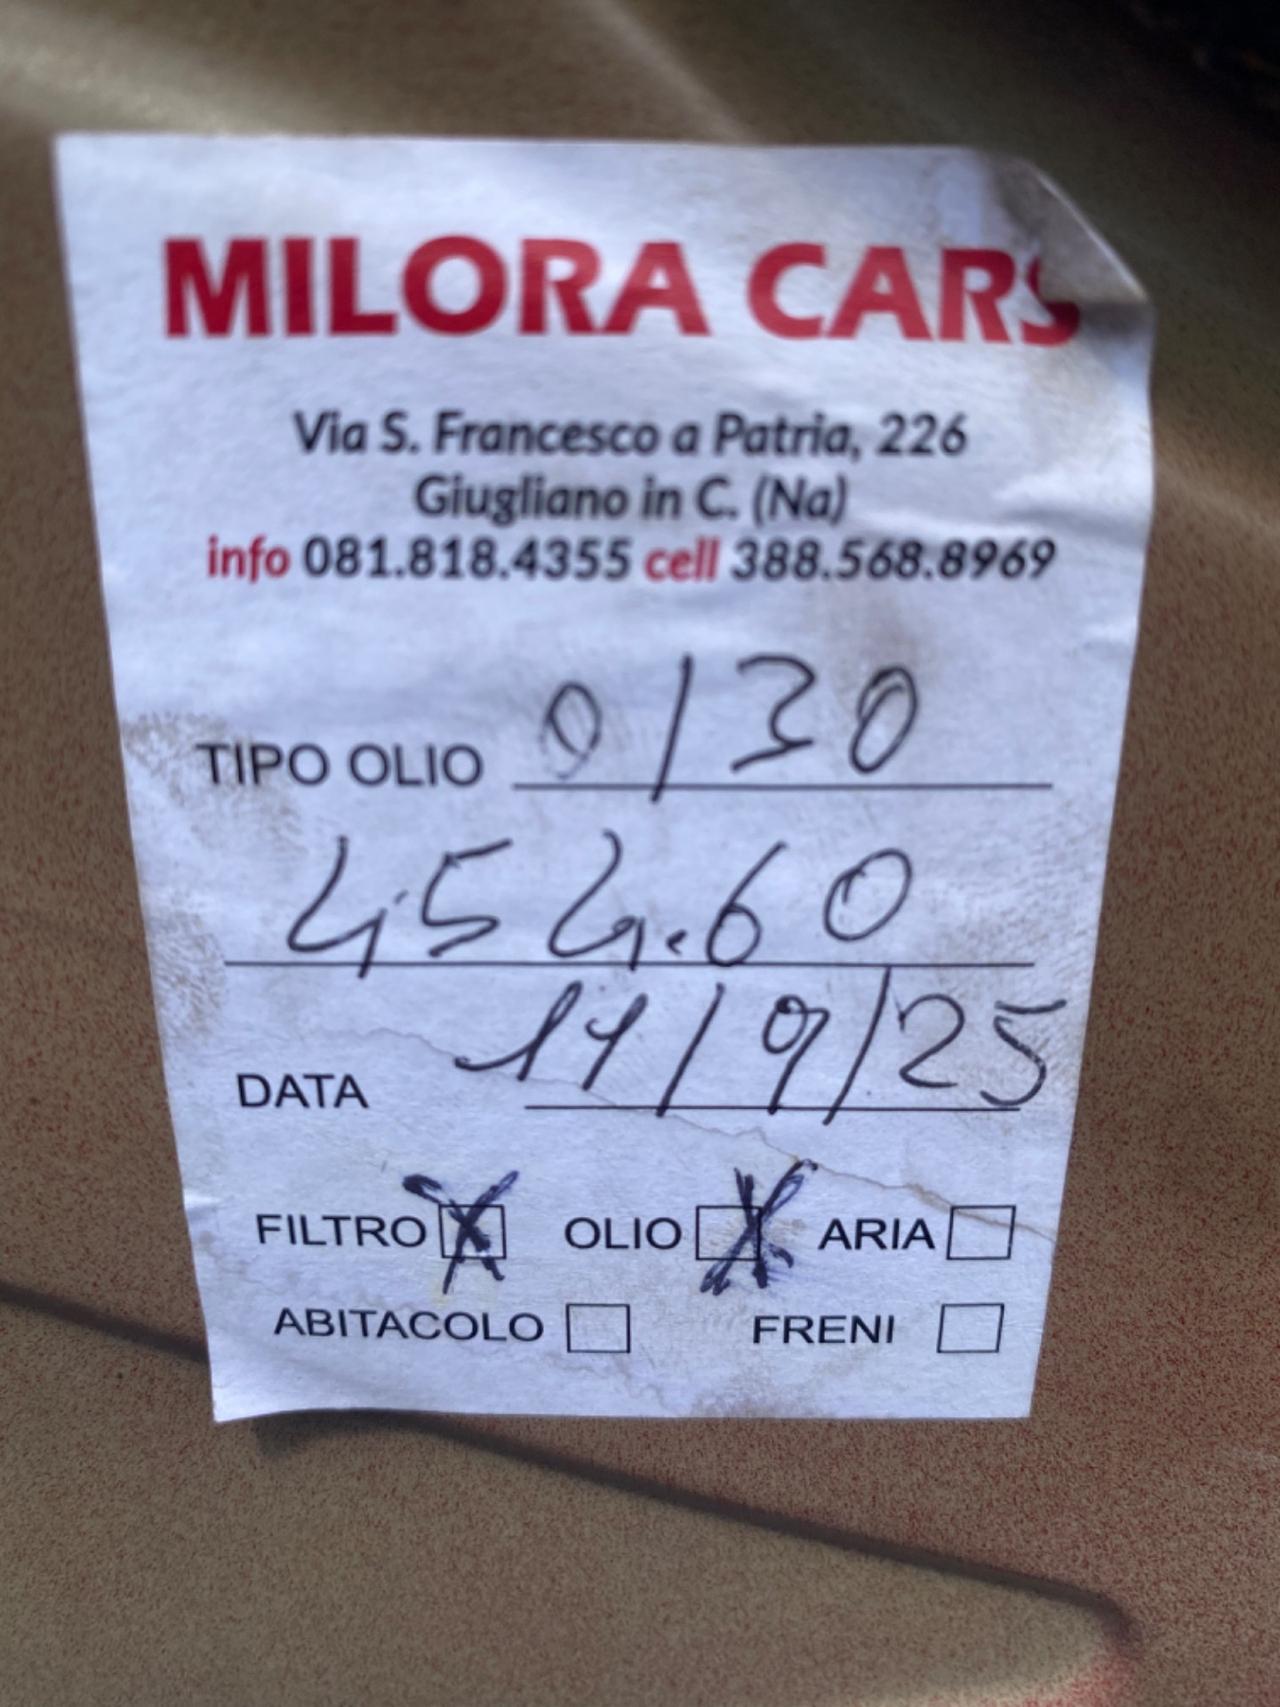 MILORA CARS
Via S. Francesco a Patria, 226
Giugliano in C. (Na)
info 081.818.4355 cell 388.568.8969
TIPO OLIO 0/30
454.60
DATA 11/9/25
FILTRO X OLIO X ARIA
ABITACOLO FRENI